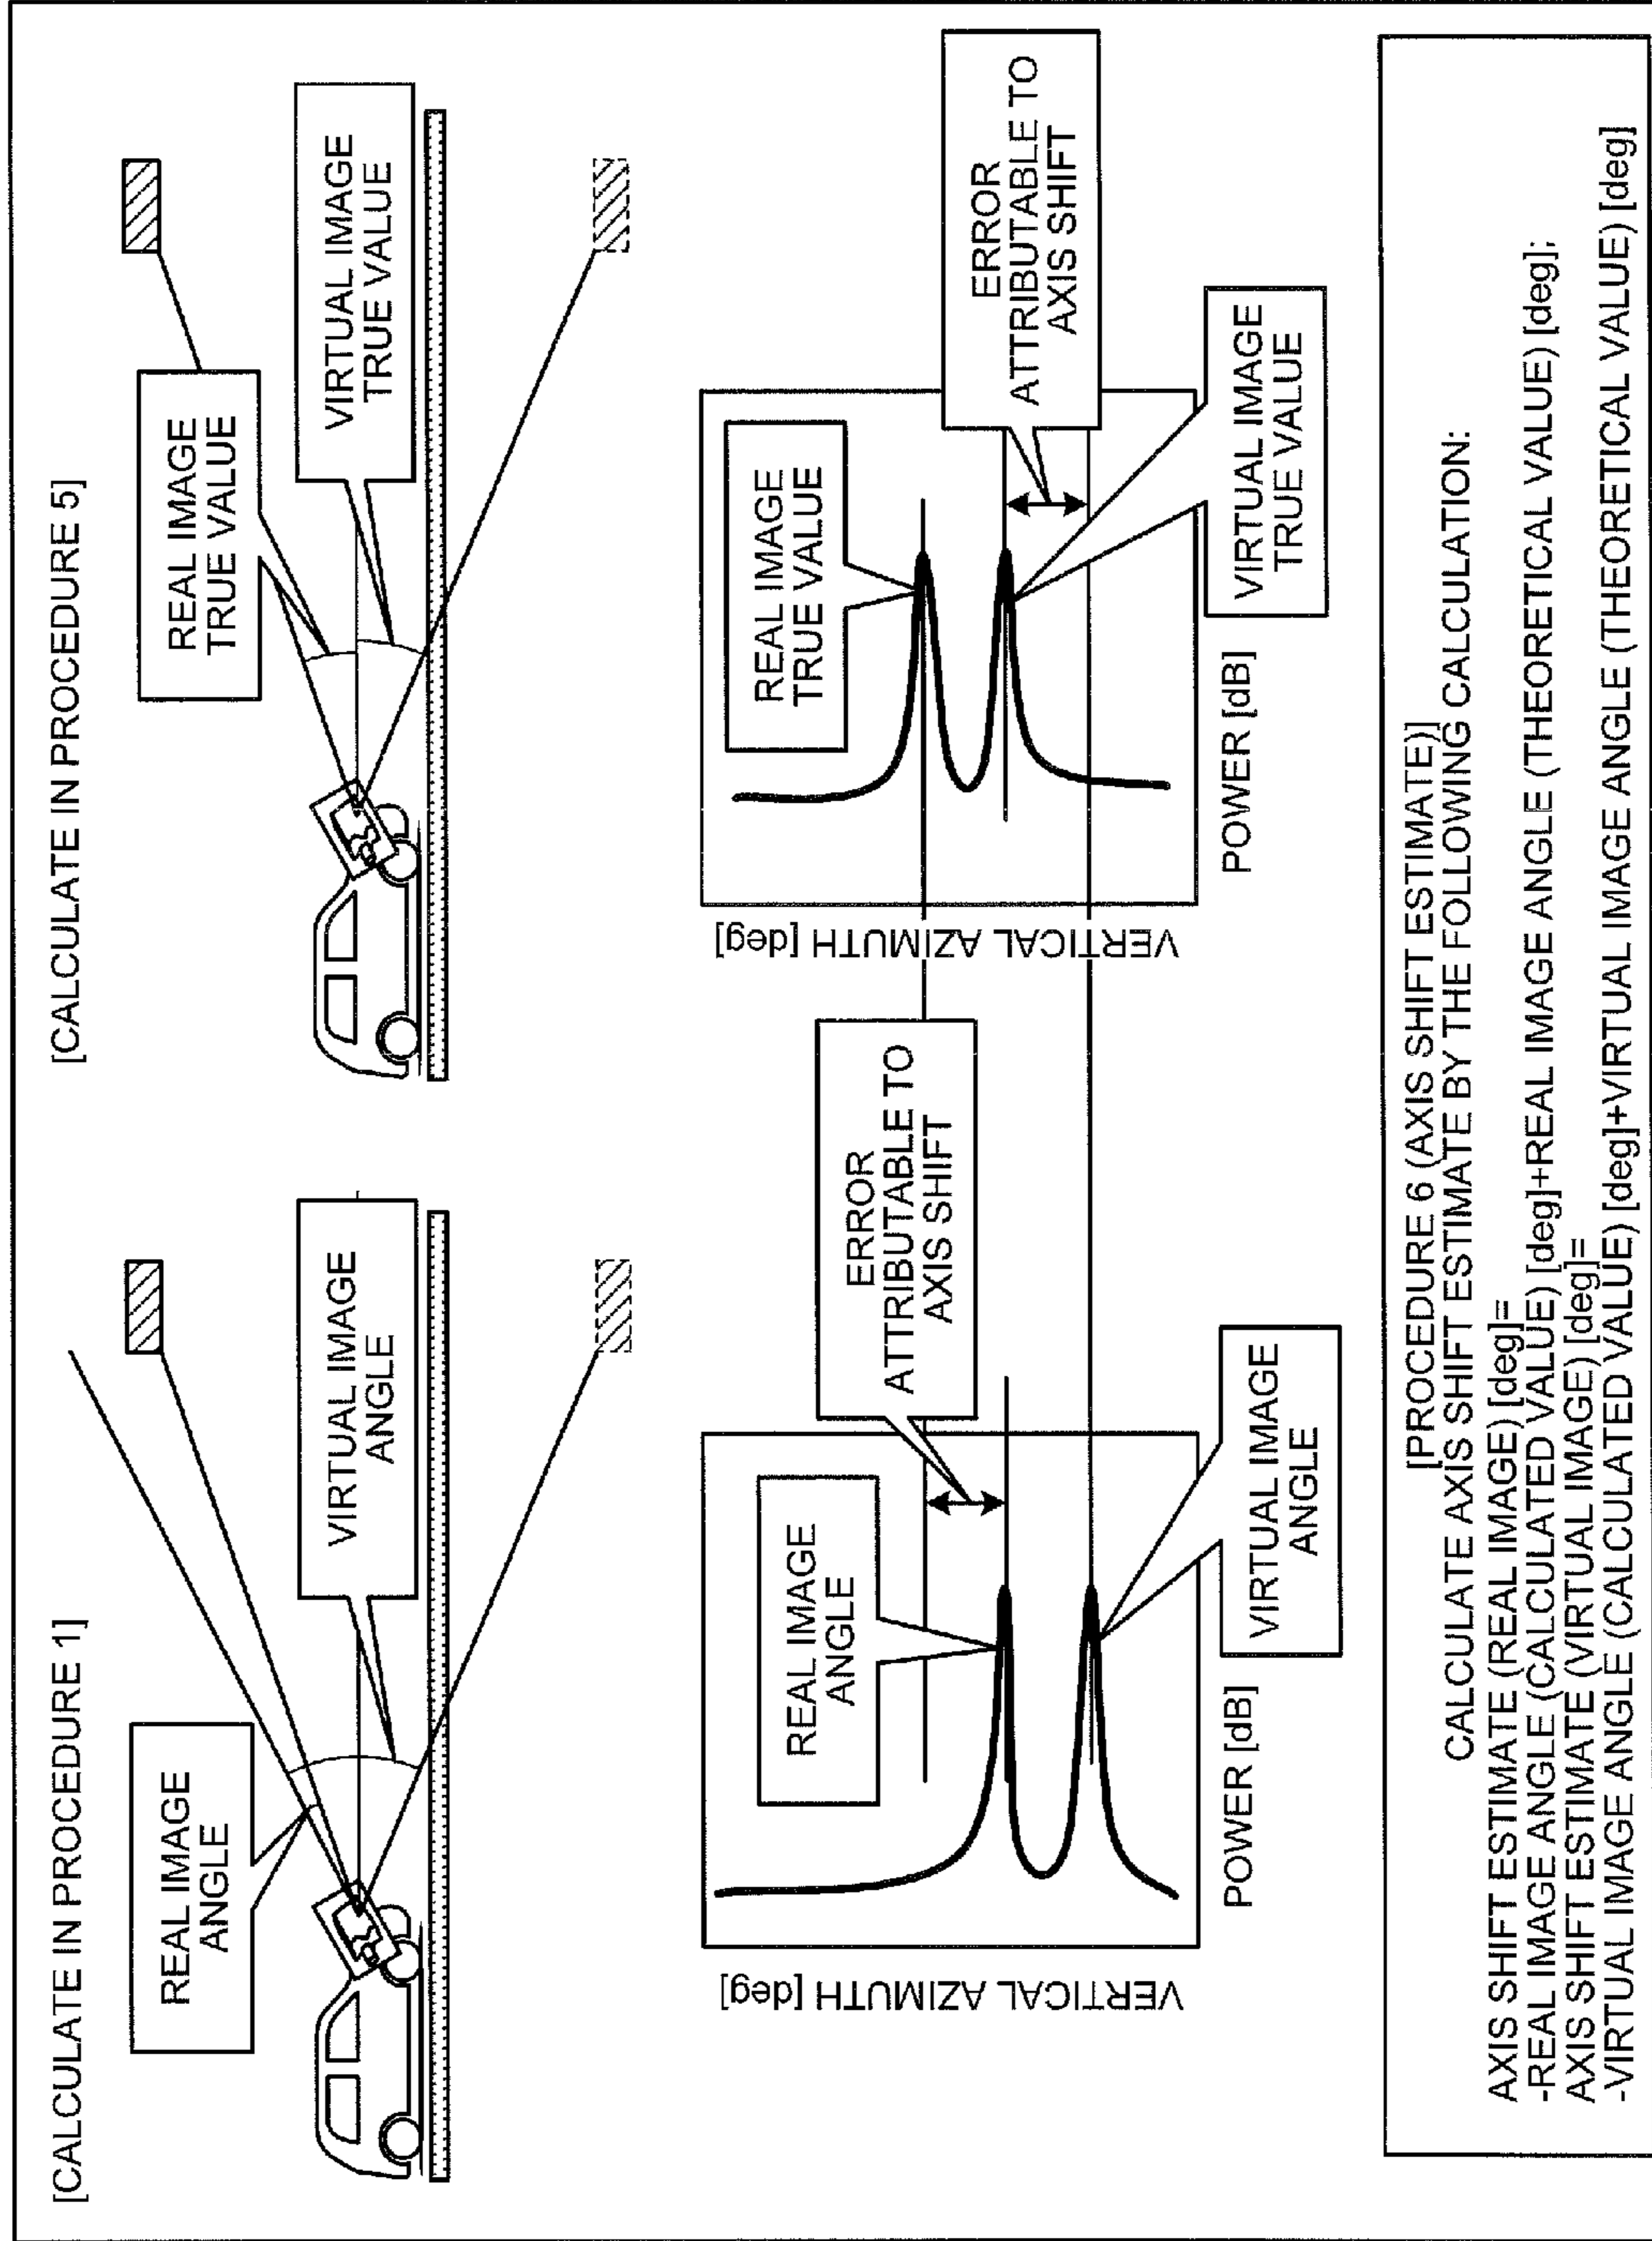 [CALCULATE IN PROCEDURE 1]
REAL IMAGE
ANGLE
VIRTUAL IMAGE
ANGLE
[CALCULATE IN PROCEDURE 5]
REAL IMAGE
TRUE VALUE
VIRTUAL IMAGE
TRUE VALUE
VERTICAL AZIMUTH [deg]
REAL IMAGE
ANGLE
ERROR
ATTRIBUTABLE TO
AXIS SHIFT
POWER [dB]
VIRTUAL IMAGE
ANGLE
VERTICAL AZIMUTH [deg]
REAL IMAGE
TRUE VALUE
ERROR
ATTRIBUTABLE TO
AXIS SHIFT
POWER [dB]
VIRTUAL IMAGE
TRUE VALUE
[PROCEDURE 6 (AXIS SHIFT ESTIMATE)]
CALCULATE AXIS SHIFT ESTIMATE BY THE FOLLOWING CALCULATION:
AXIS SHIFT ESTIMATE (REAL IMAGE) [deg]=
-REAL IMAGE ANGLE (CALCULATED VALUE) [deg]+REAL IMAGE ANGLE (THEORETICAL VALUE) [deg];
AXIS SHIFT ESTIMATE (VIRTUAL IMAGE) [deg]=
-VIRTUAL IMAGE ANGLE (CALCULATED VALUE) [deg]+VIRTUAL IMAGE ANGLE (THEORETICAL VALUE) [deg]